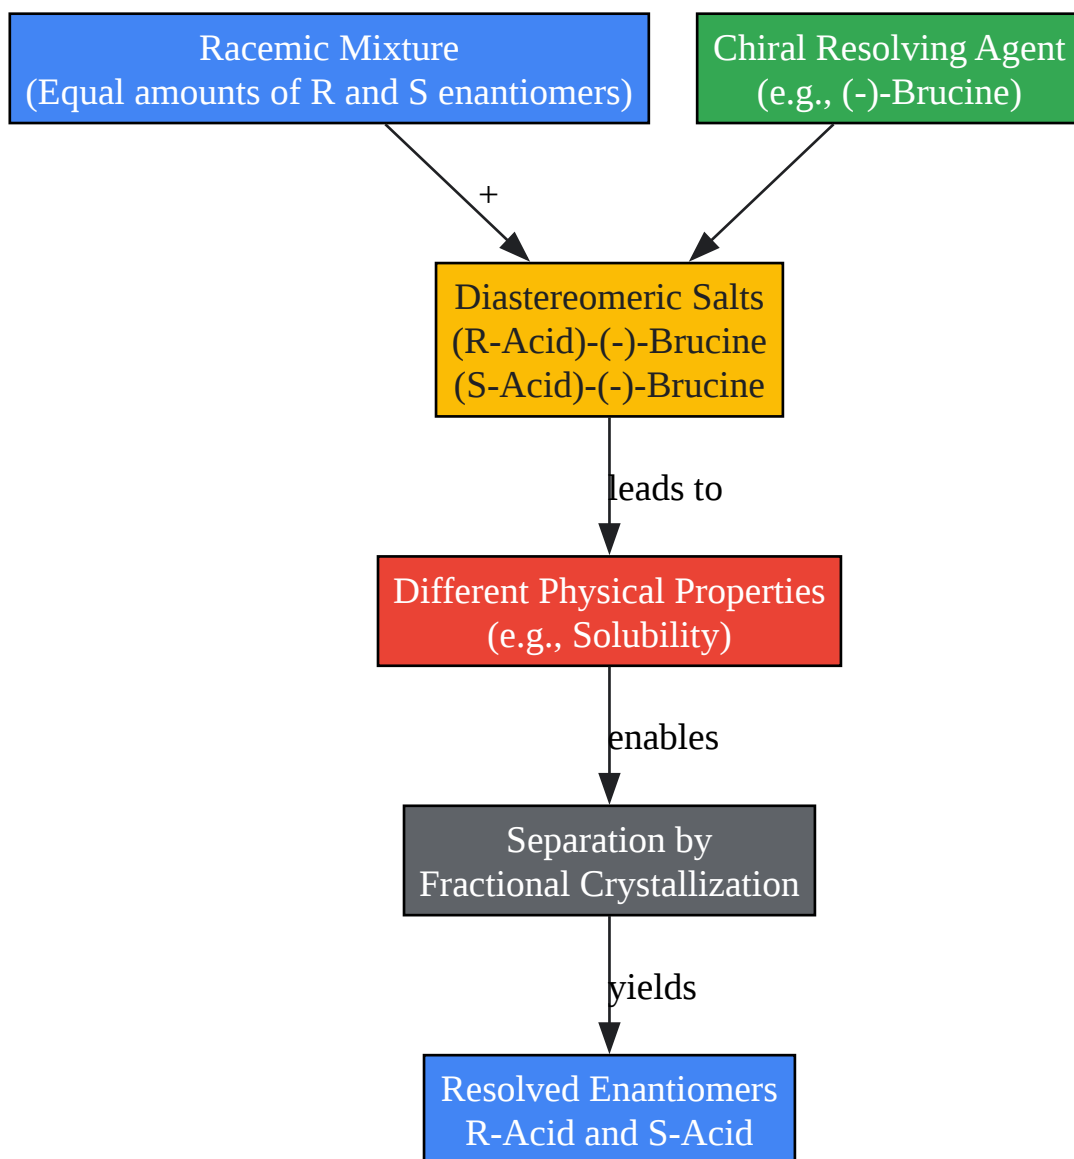 Racemic Mixture
(Equal amounts of R and S enantiomers)
Chiral Resolving Agent
(e.g., (-)-Brucine)
+
Diastereomeric Salts
(R-Acid)-(-)-Brucine
(S-Acid)-(-)-Brucine
leads to
Different Physical Properties
(e.g., Solubility)
enables
Separation by
Fractional Crystallization
yields
Resolved Enantiomers
R-Acid and S-Acid